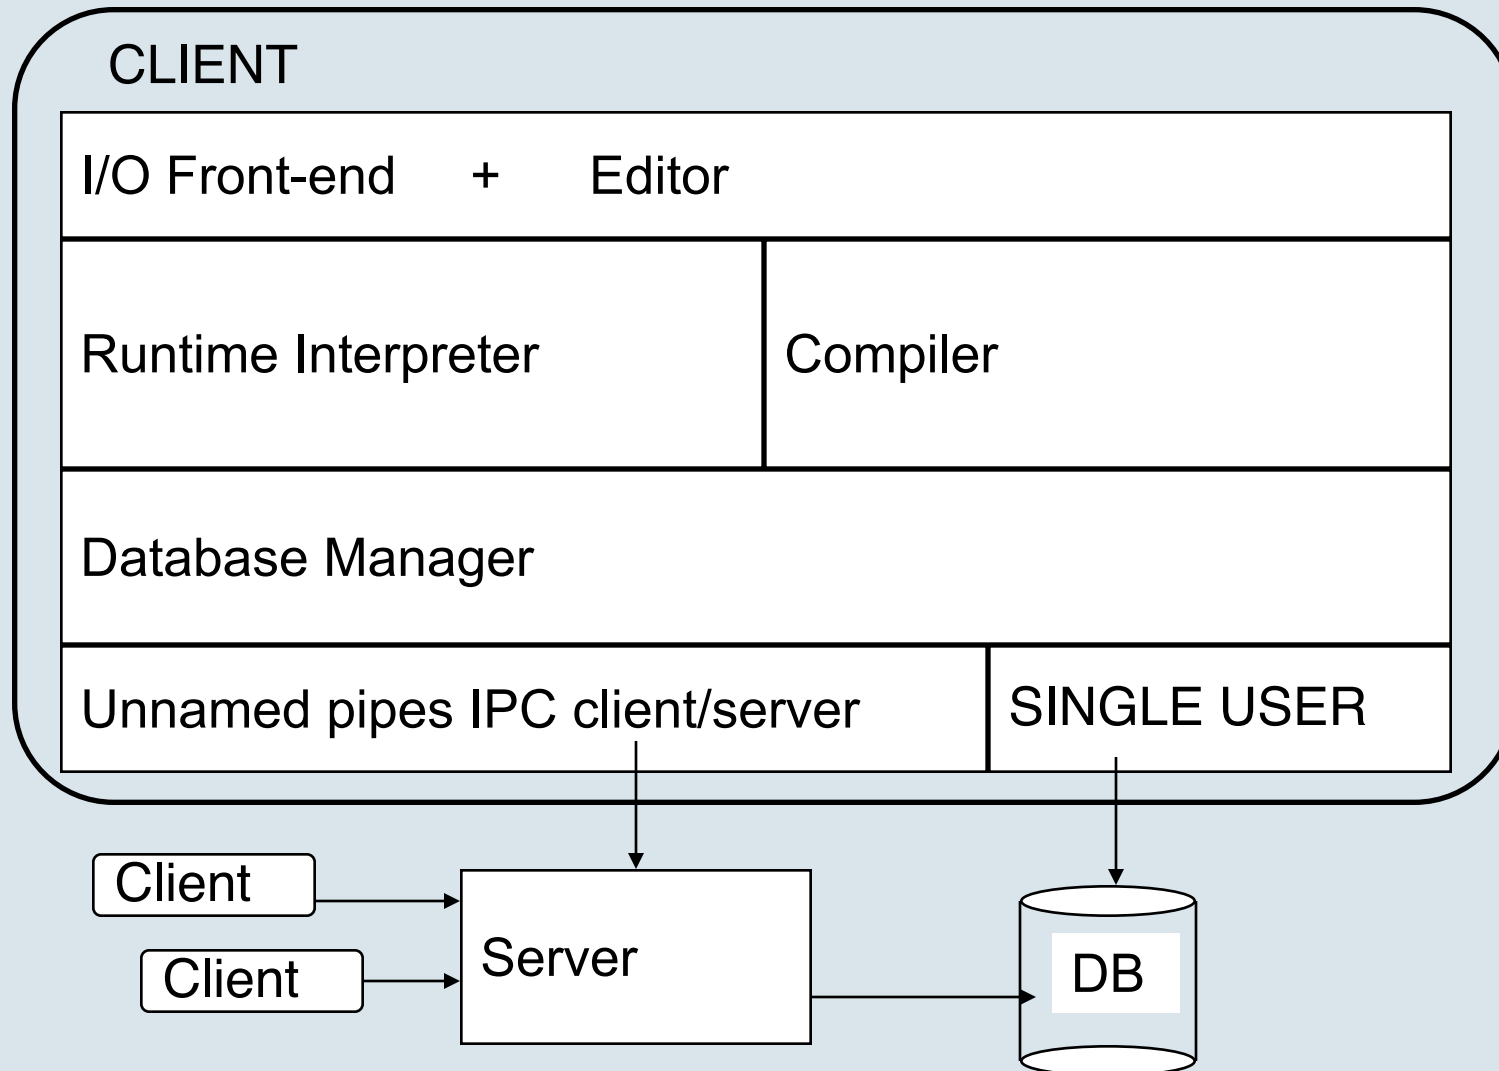 CLIENT
I/O Front-end + Editor
Runtime Interpreter
Compiler
Database Manager
Unnamed pipes IPC client/server
SINGLE USER
Client
Client
Server
DB